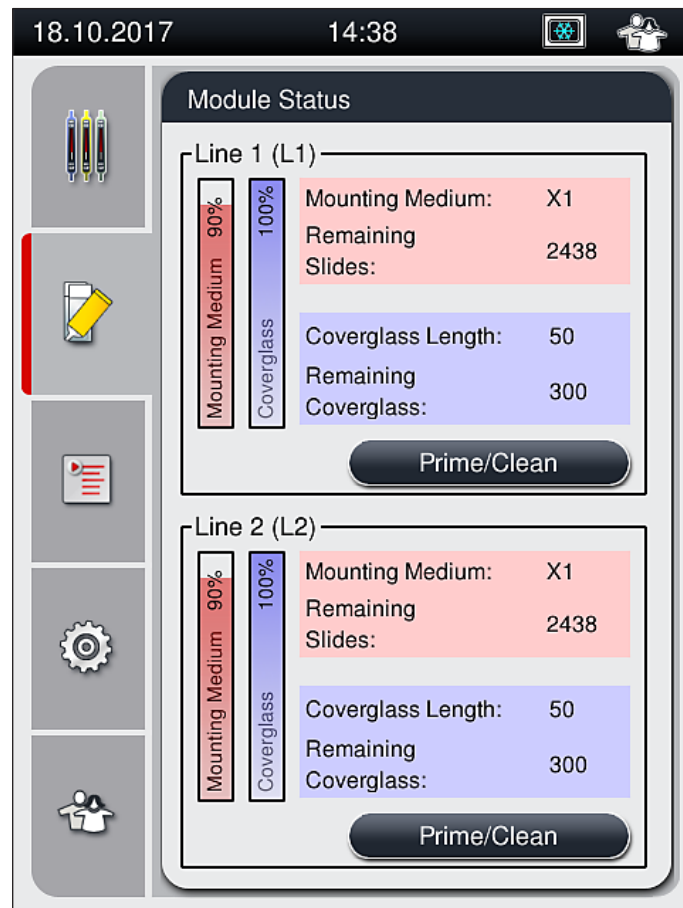 18.10.2017 14:38
Module Status
Line 1 (L1)
Mounting Medium 90%
Coverglass 100%
Mounting Medium: X1
Remaining
Slides: 2438
Coverglass Length: 50
Remaining
Coverglass: 300
Prime/Clean
Line 2 (L2)
Mounting Medium 90%
Coverglass 100%
Mounting Medium: X1
Remaining
Slides: 2438
Coverglass Length: 50
Remaining
Coverglass: 300
Prime/Clean